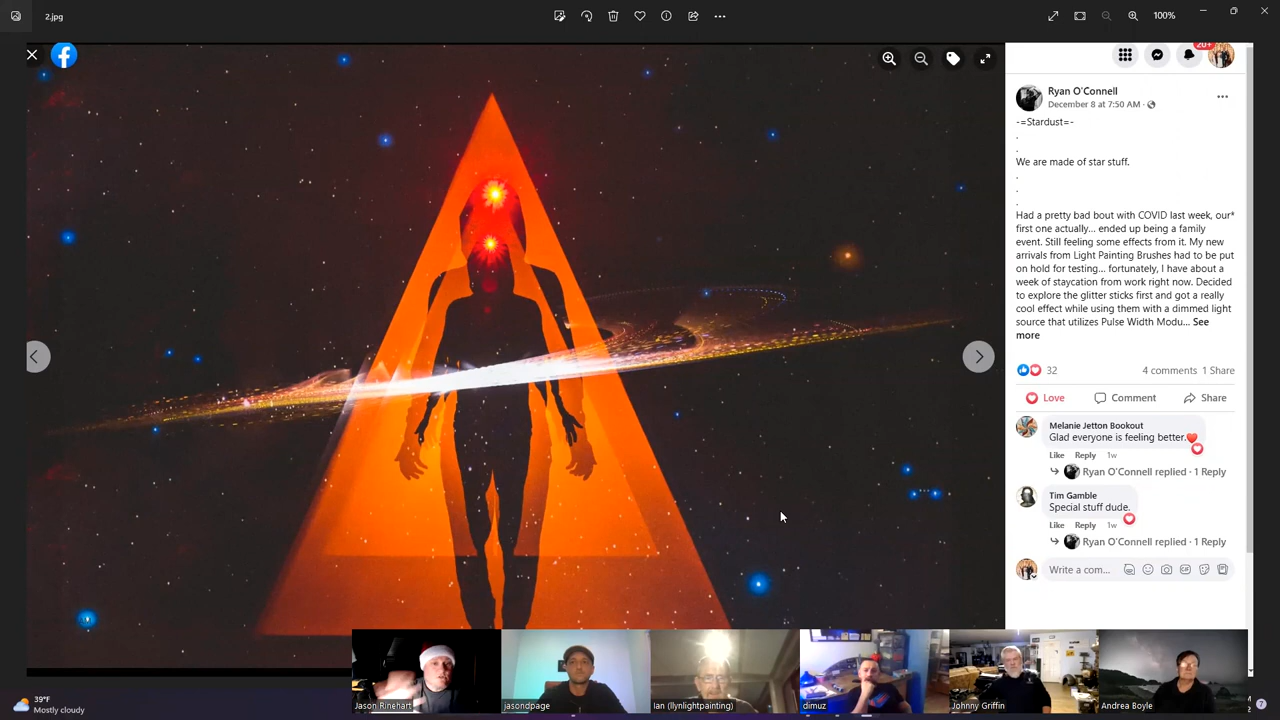 2.jpg
100%
20+
Ryan O'Connell
December 8 at 7:50 AM ·
-=Stardust=-
.
.
We are made of star stuff.
.
.
.
Had a pretty bad bout with COVID last week, our*
first one actually... ended up being a family
event. Still feeling some effects from it. My new
arrivals from Light Painting Brushes had to be put
on hold for testing... fortunately, I have about a
week of staycation from work right now. Decided
to explore the glitter sticks first and got a really
cool effect while using them with a dimmed light
source that utilizes Pulse Width Modu... See
more
32 4 comments 1 Share
Love Comment Share
Melanie Jetton Bookout
Glad everyone is feeling better.
Like Reply 1w
Ryan O'Connell replied · 1 Reply
Tim Gamble
Special stuff dude.
Like Reply 1w
Ryan O'Connell replied · 1 Reply
Write a com... GIF
Jason Rinehart jasondpage Ian (llynlightpainting) dimuz Johnny Griffin Andrea Boyle
39°F
Mostly cloudy